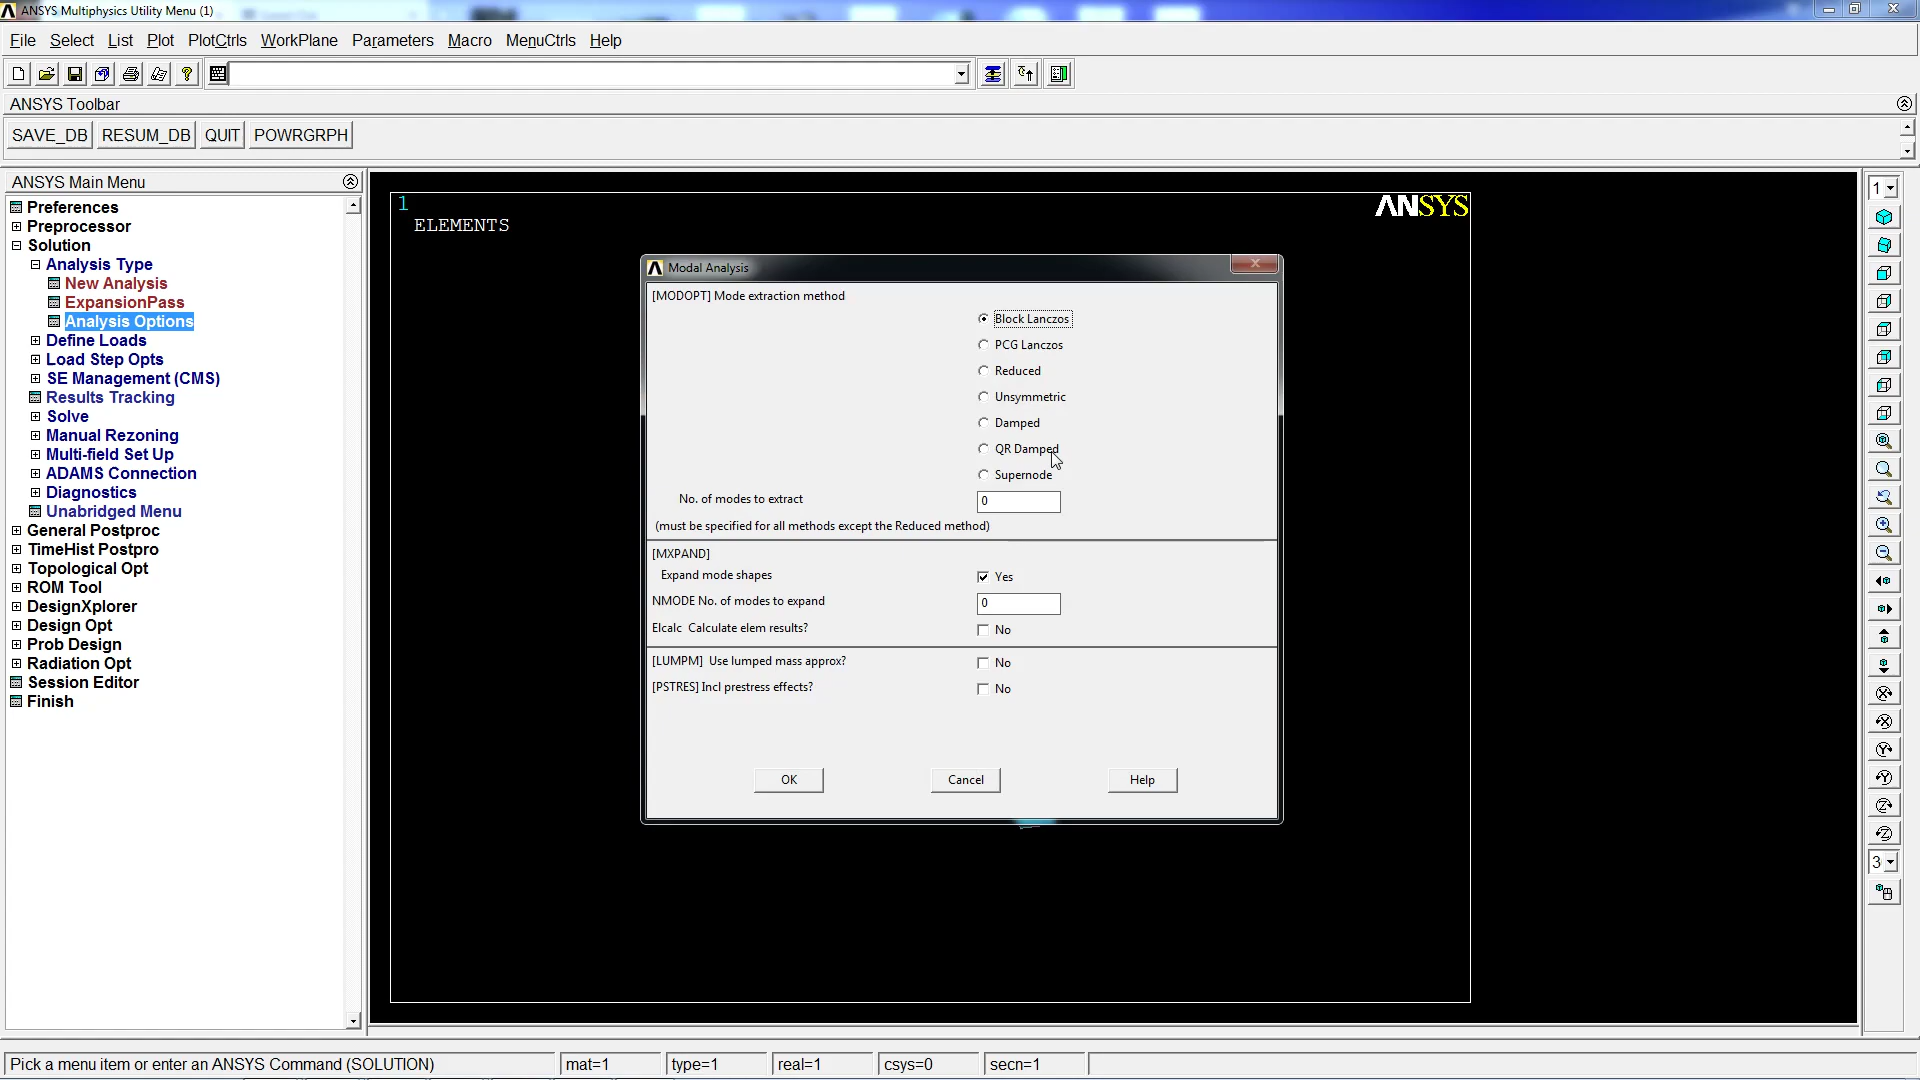 ANSYS Multiphysics Utility Menu (1)
File Select List Plot PlotCtrls WorkPlane Parameters Macro MenuCtrls Help
ANSYS Toolbar
SAVE_DB RESUM_DB QUIT POWRGRPH
ANSYS Main Menu
Preferences
Preprocessor
Solution
Analysis Type
New Analysis
ExpansionPass
Analysis Options
Define Loads
Load Step Opts
SE Management (CMS)
Results Tracking
Solve
Manual Rezoning
Multi-field Set Up
ADAMS Connection
Diagnostics
Unabridged Menu
General Postproc
TimeHist Postpro
Topological Opt
ROM Tool
DesignXplorer
Design Opt
Prob Design
Radiation Opt
Session Editor
Finish
1
ELEMENTS
ANSYS
Modal Analysis
[MODOPT] Mode extraction method
Block Lanczos
PCG Lanczos
Reduced
Unsymmetric
Damped
QR Damped
Supernode
No. of modes to extract 0
(must be specified for all methods except the Reduced method)
[MXPAND]
Expand mode shapes Yes
NMODE No. of modes to expand 0
Elcalc Calculate elem results? No
[LUMPM] Use lumped mass approx? No
[PSTRES] Incl prestress effects? No
OK Cancel Help
1
3
Pick a menu item or enter an ANSYS Command (SOLUTION) mat=1 type=1 real=1 csys=0 secn=1